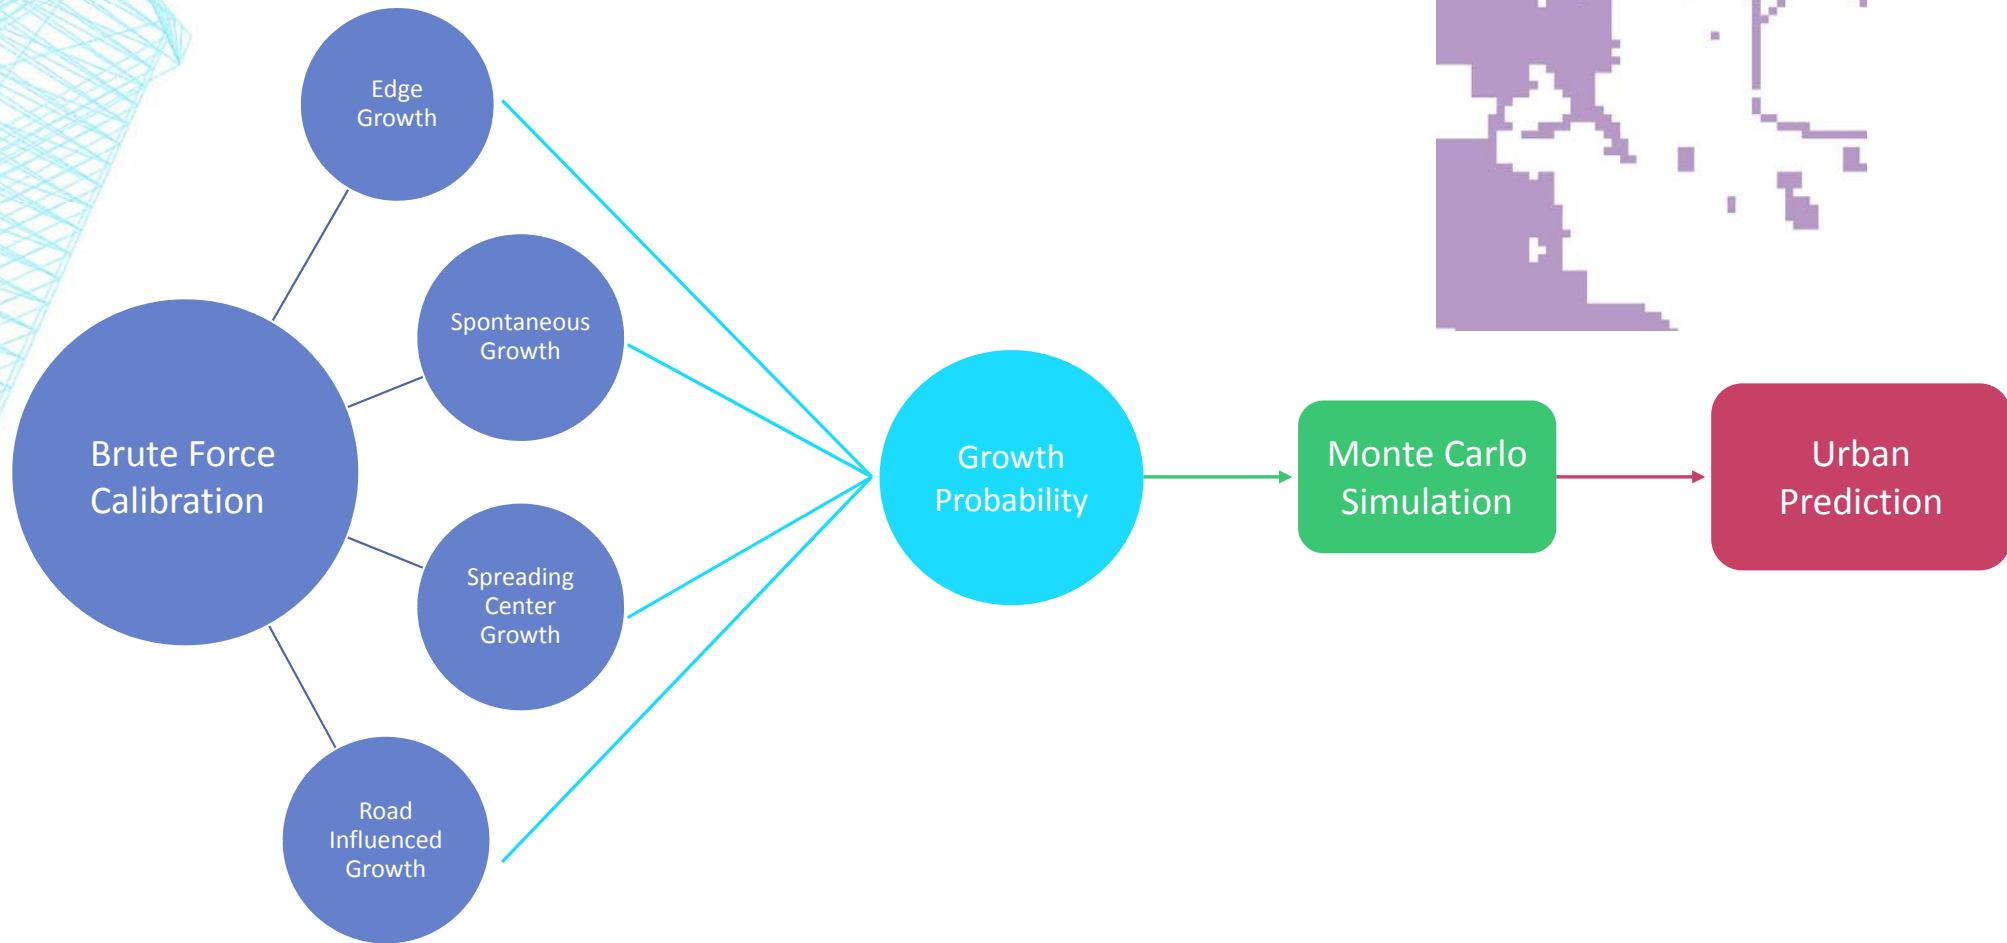 Edge
Growth
Spontaneous
Growth
Brute Force
Calibration
Spreading
Center
Growth
Road
Influenced
Growth
Growth
Probability
Monte Carlo
Simulation
Urban
Prediction